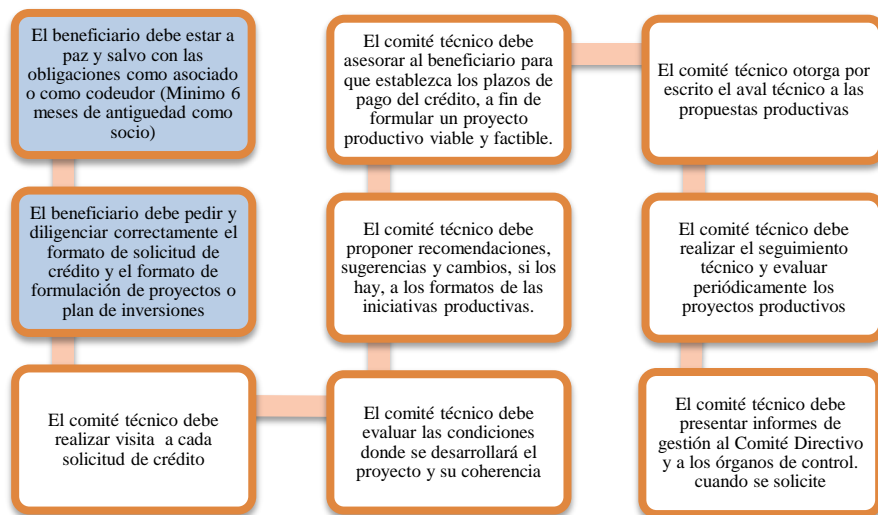 El beneficiario debe estar a
paz y salvo con las
obligaciones como asociado
o como codeudor (Minimo 6
meses de antiguedad como
socio)
El beneficiario debe pedir y
diligenciar correctamente el
formato de solicitud de
crédito y el formato de
formulación de proyectos o
plan de inversiones
El comité técnico debe
realizar visita a cada
solicitud de crédito
El comité técnico debe
evaluar las condiciones
donde se desarrollará el
proyecto y su coherencia
El comité técnico debe
proponer recomendaciones,
sugerencias y cambios, si los
hay, a los formatos de las
iniciativas productivas.
El comité técnico debe
asesorar al beneficiario para
que establezca los plazos de
pago del crédito, a fin de
formular un proyecto
productivo viable y factible.
El comité técnico otorga por
escrito el aval técnico a las
propuestas productivas
El comité técnico debe
realizar el seguimiento
técnico y evaluar
periódicamente los
proyectos productivos
El comité técnico debe
presentar informes de
gestión al Comité Directivo
y a los órganos de control.
cuando se solicite